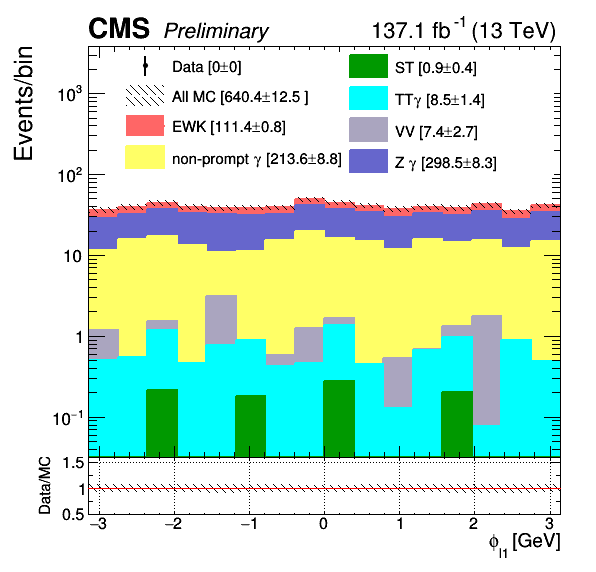 CMS Preliminary 137.1 fb⁻¹ (13 TeV)
Events/bin
Data [0±0]
All MC [640.4±12.5 ]
EWK [111.4±0.8]
non-prompt γ [213.6±8.8]
ST [0.9±0.4]
TTγ [8.5±1.4]
VV [7.4±2.7]
Z γ [298.5±8.3]
10³
10²
10
1
10⁻¹
Data/MC
1.5
1
0.5
−3 −2 −1 0 1 2 3
ϕ_l1 [GeV]